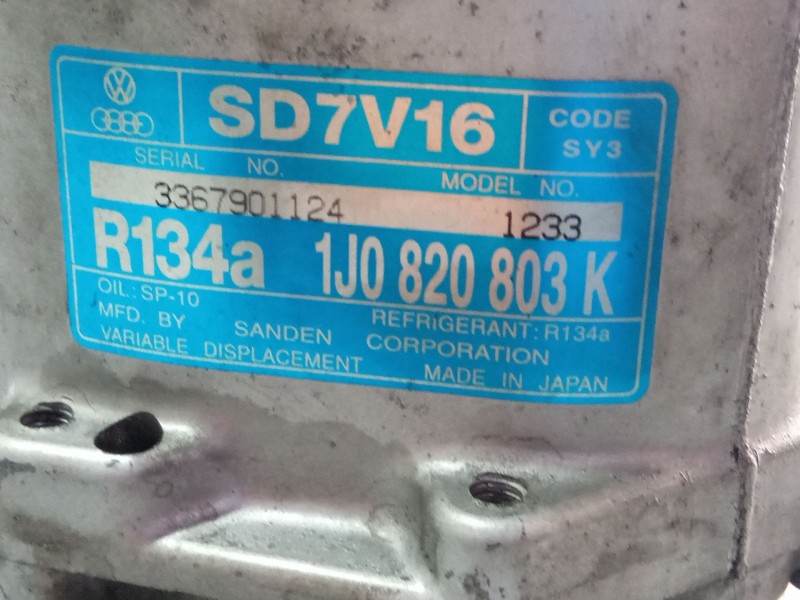 SD7V16
CODE
SY3
SERIAL NO.
MODEL NO.
3367901124
1233
R134a 1J0 820 803 K
OIL: SP-10
REFRIGERANT: R134a
MFD. BY SANDEN CORPORATION
VARIABLE DISPLACEMENT
MADE IN JAPAN